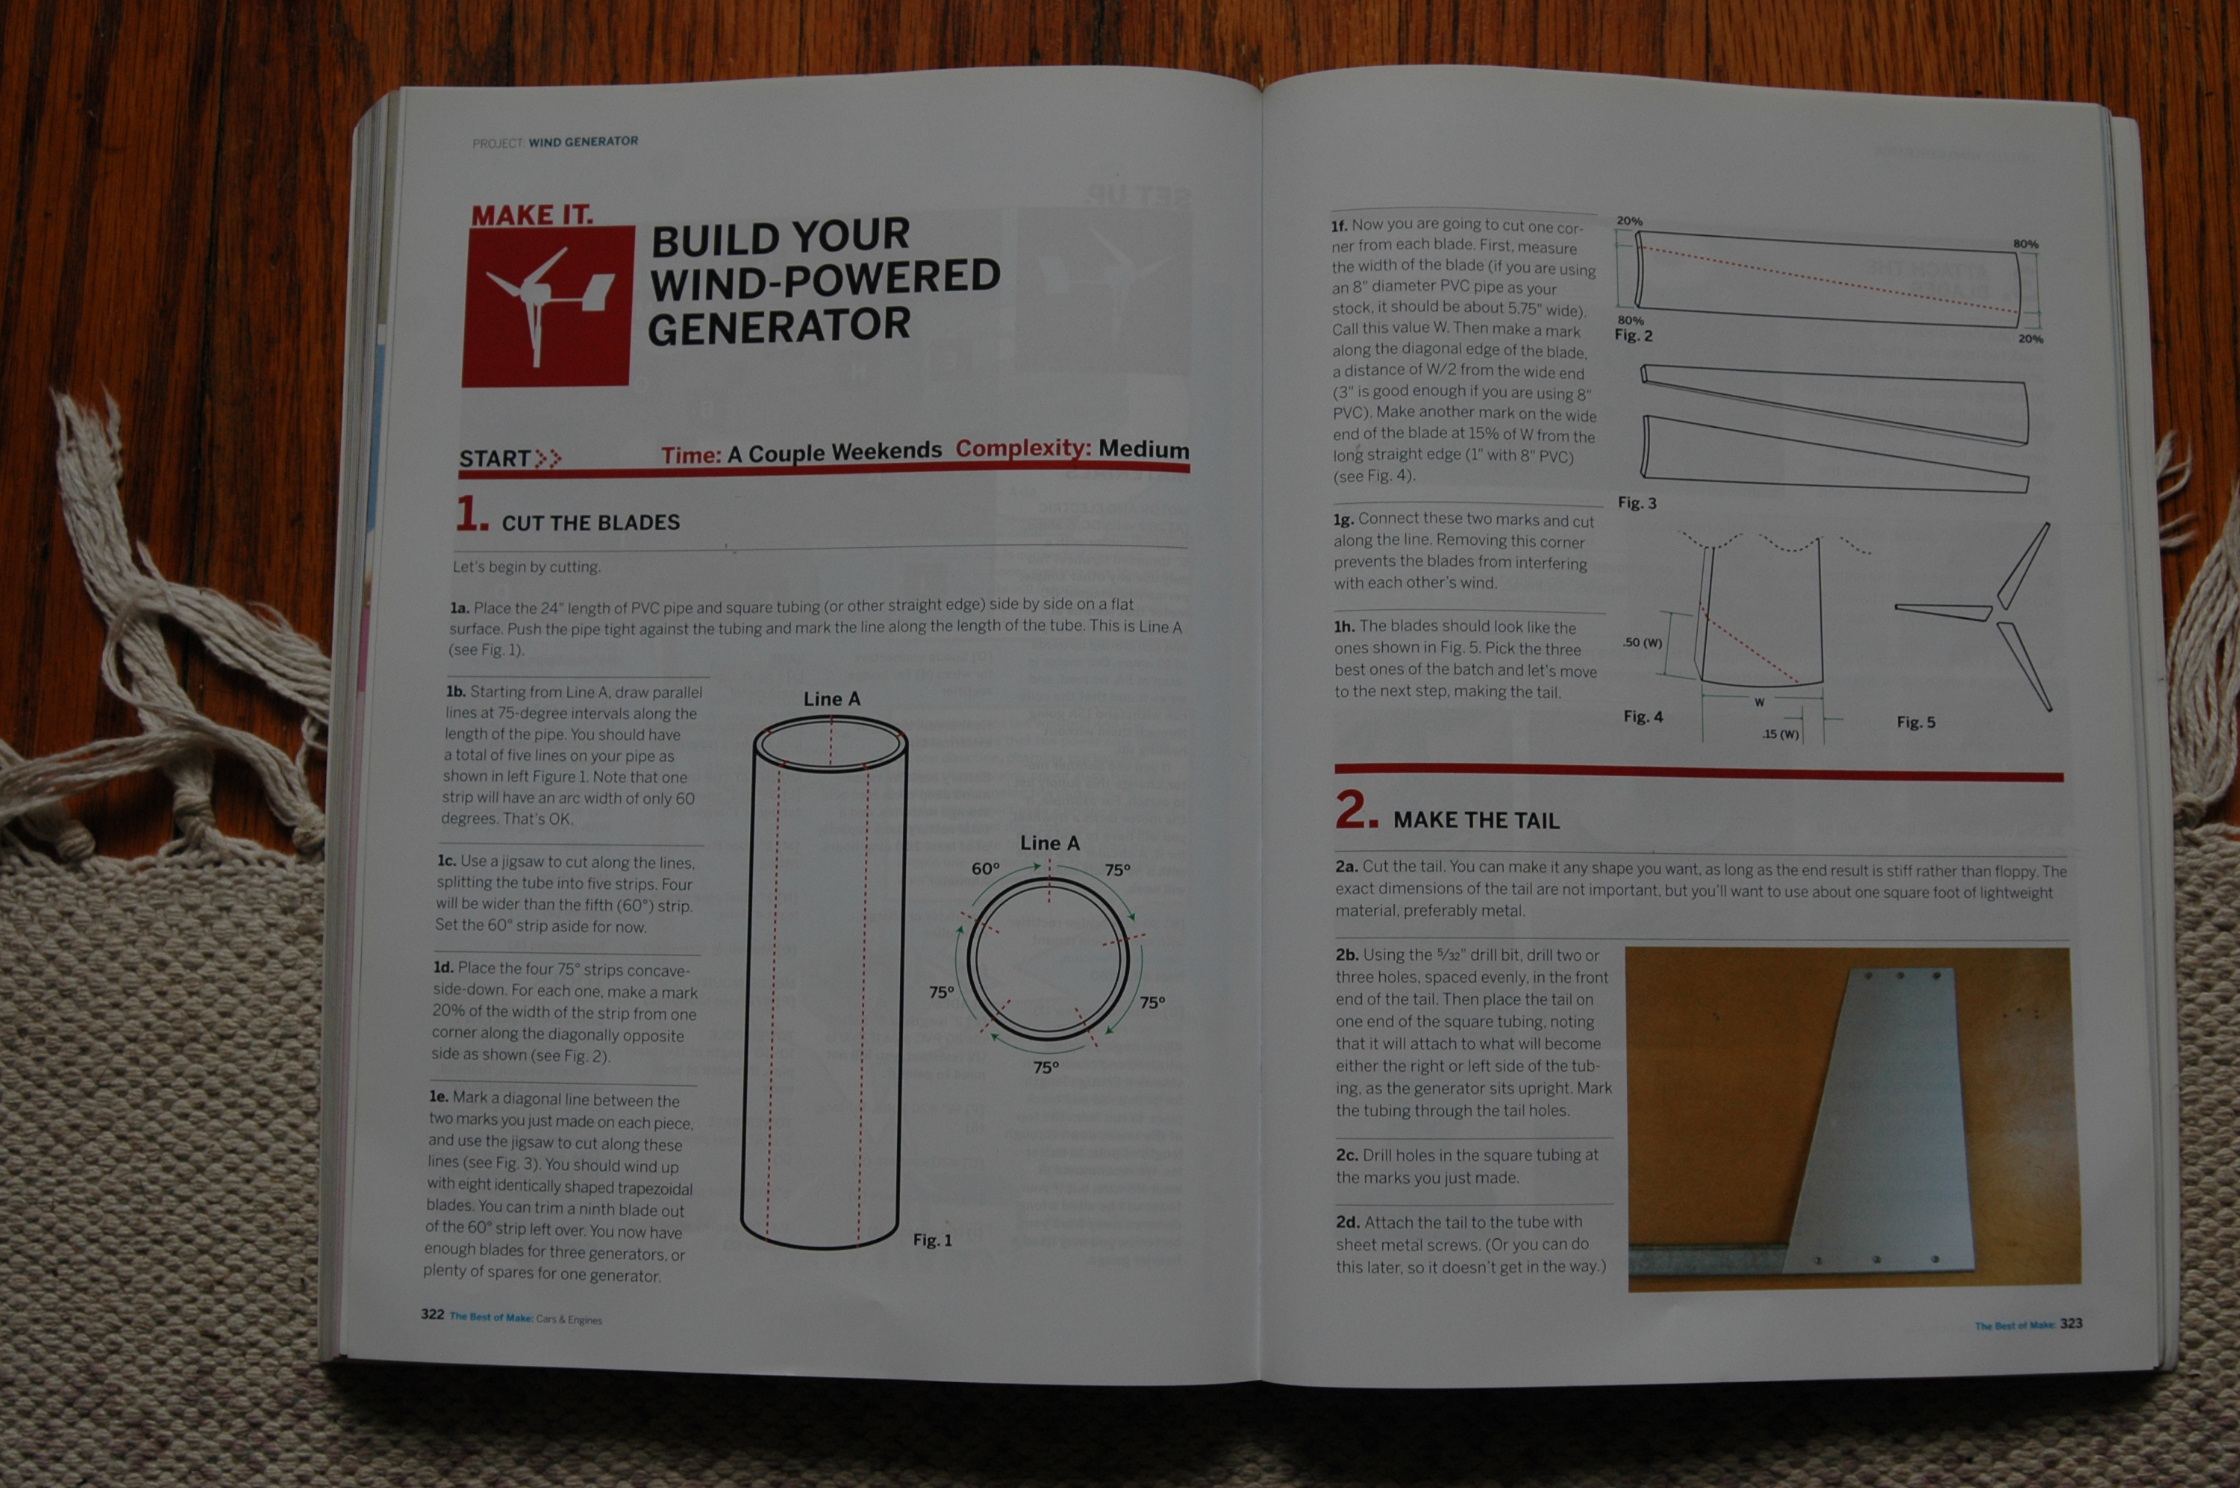 PROJECT: WIND GENERATOR
MAKE IT.
BUILD YOUR
WIND-POWERED
GENERATOR
START>> Time: A Couple Weekends Complexity: Medium
1. CUT THE BLADES
Let's begin by cutting.
1a. Place the 24" length of PVC pipe and square tubing (or other straight edge) side by side on a flat
surface. Push the pipe tight against the tubing and mark the line along the length of the tube. This is Line A
(see Fig. 1).
1b. Starting from Line A, draw parallel
lines at 75-degree intervals along the
length of the pipe. You should have
a total of five lines on your pipe as
shown in left Figure 1. Note that one
strip will have an arc width of only 60
degrees. That's OK.
1c. Use a jigsaw to cut along the lines,
splitting the tube into five strips. Four
will be wider than the fifth (60°) strip.
Set the 60° strip aside for now.
1d. Place the four 75° strips concave-
side-down. For each one, make a mark
20% of the width of the strip from one
corner along the diagonally opposite
side as shown (see Fig. 2).
1e. Mark a diagonal line between the
two marks you just made on each piece,
and use the jigsaw to cut along these
lines (see Fig. 3). You should wind up
with eight identically shaped trapezoidal
blades. You can trim a ninth blade out
of the 60° strip left over. You now have
enough blades for three generators, or
plenty of spares for one generator.
Line A
Line A
60°
75°
75°
75°
75°
Fig. 1
322 The Best of Make: Cars & Engines
1f. Now you are going to cut one cor-
ner from each blade. First, measure
the width of the blade (if you are using
an 8" diameter PVC pipe as your
stock, it should be about 5.75" wide).
Call this value W. Then make a mark
along the diagonal edge of the blade,
a distance of W/2 from the wide end
(3" is good enough if you are using 8"
PVC). Make another mark on the wide
end of the blade at 15% of W from the
long straight edge (1" with 8" PVC)
(see Fig. 4).
1g. Connect these two marks and cut
along the line. Removing this corner
prevents the blades from interfering
with each other's wind.
1h. The blades should look like the
ones shown in Fig. 5. Pick the three
best ones of the batch and let's move
to the next step, making the tail.
20%
80%
80%
20%
Fig. 2
Fig. 3
.50 (W)
W
.15 (W)
Fig. 4
Fig. 5
2. MAKE THE TAIL
2a. Cut the tail. You can make it any shape you want, as long as the end result is stiff rather than floppy. The
exact dimensions of the tail are not important, but you'll want to use about one square foot of lightweight
material, preferably metal.
2b. Using the 5/32" drill bit, drill two or
three holes, spaced evenly, in the front
end of the tail. Then place the tail on
one end of the square tubing, noting
that it will attach to what will become
either the right or left side of the tub-
ing, as the generator sits upright. Mark
the tubing through the tail holes.
2c. Drill holes in the square tubing at
the marks you just made.
2d. Attach the tail to the tube with
sheet metal screws. (Or you can do
this later, so it doesn't get in the way.)
The Best of Make: 323